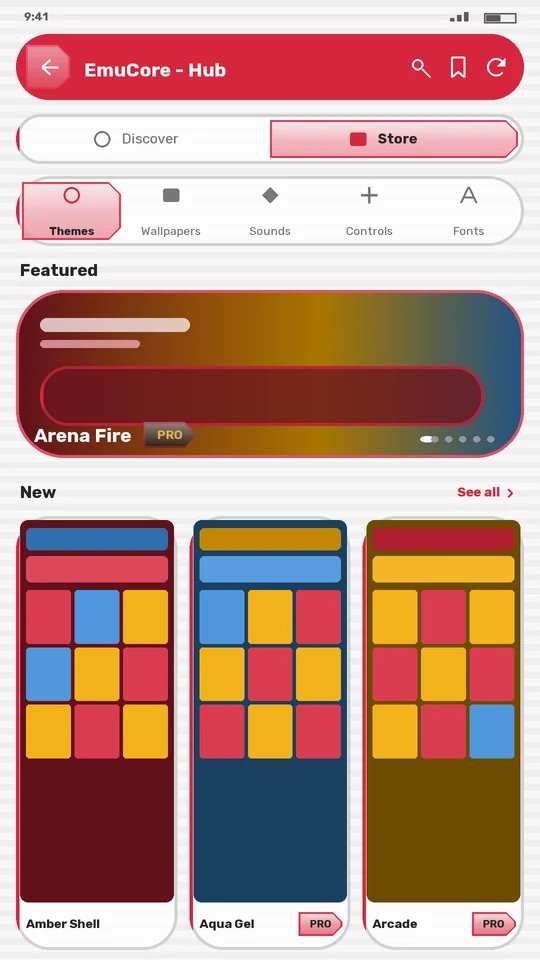 9:41
EmuCore - Hub
Discover
Store
Themes
Wallpapers
Sounds
Controls
Fonts
Featured
Arena Fire
PRO
New
See all
Amber Shell
Aqua Gel
PRO
Arcade
PRO